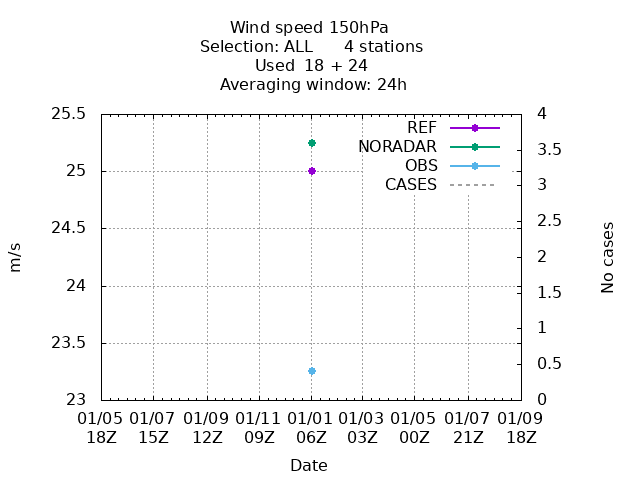 Wind speed 150hPa
Selection: ALL 4 stations
Used 18 + 24
Averaging window: 24h
25.5
25
24.5
24
23.5
23
m/s
4
3.5
3
2.5
2
1.5
1
0.5
0
No cases
REF
NORADAR
OBS
CASES
01/05 01/07 01/09 01/11 01/01 01/03 01/05 01/07 01/09
18Z 15Z 12Z 09Z 06Z 03Z 00Z 21Z 18Z
Date